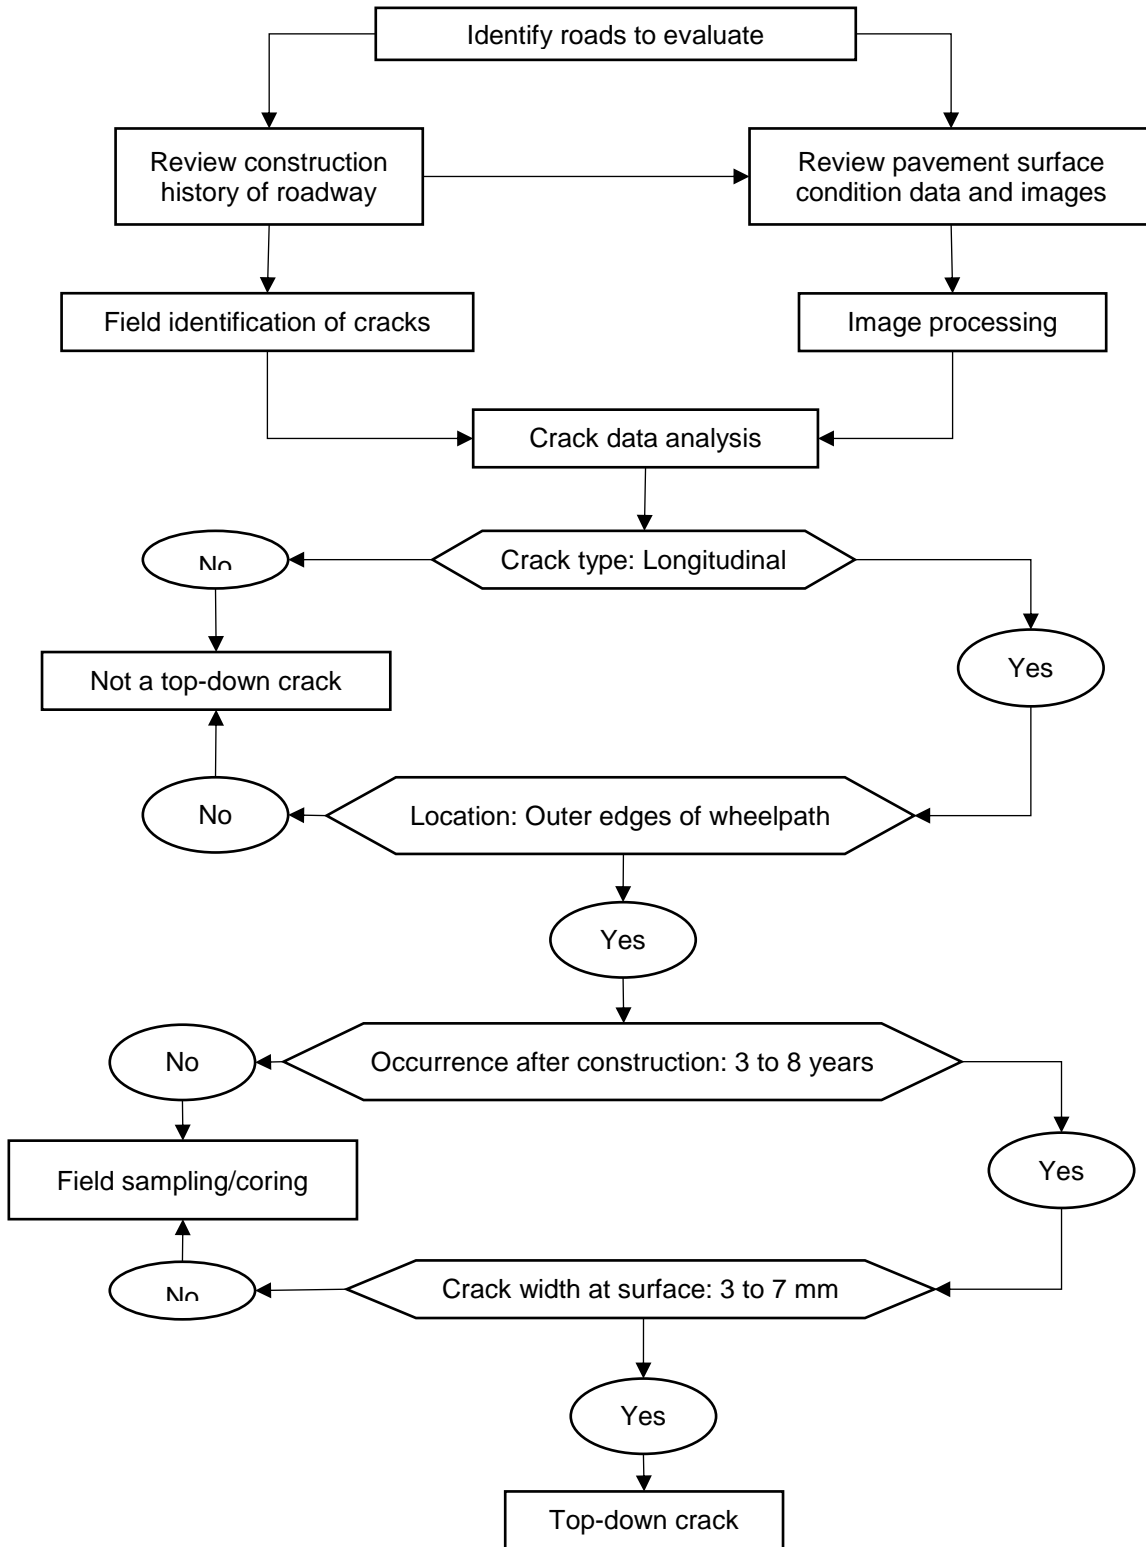 Identify roads to evaluate
Review construction
history of roadway
Review pavement surface
condition data and images
Field identification of cracks
Image processing
Crack data analysis
No
Crack type: Longitudinal
Not a top-down crack
Yes
No
Location: Outer edges of wheelpath
Yes
No
Occurrence after construction: 3 to 8 years
Field sampling/coring
Yes
No
Crack width at surface: 3 to 7 mm
Yes
Top-down crack